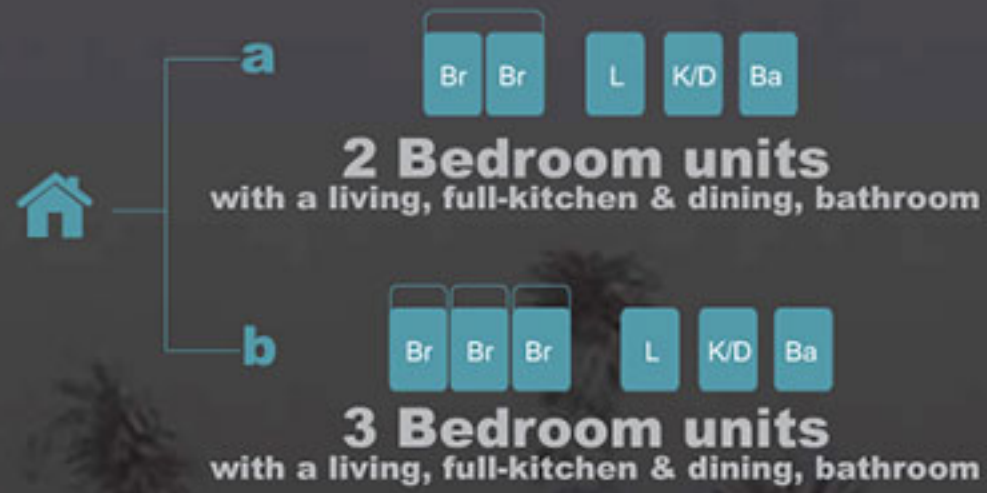 a
Br Br L K/D Ba
2 Bedroom units
with a living, full-kitchen & dining, bathroom
b
Br Br Br L K/D Ba
3 Bedroom units
with a living, full-kitchen & dining, bathroom